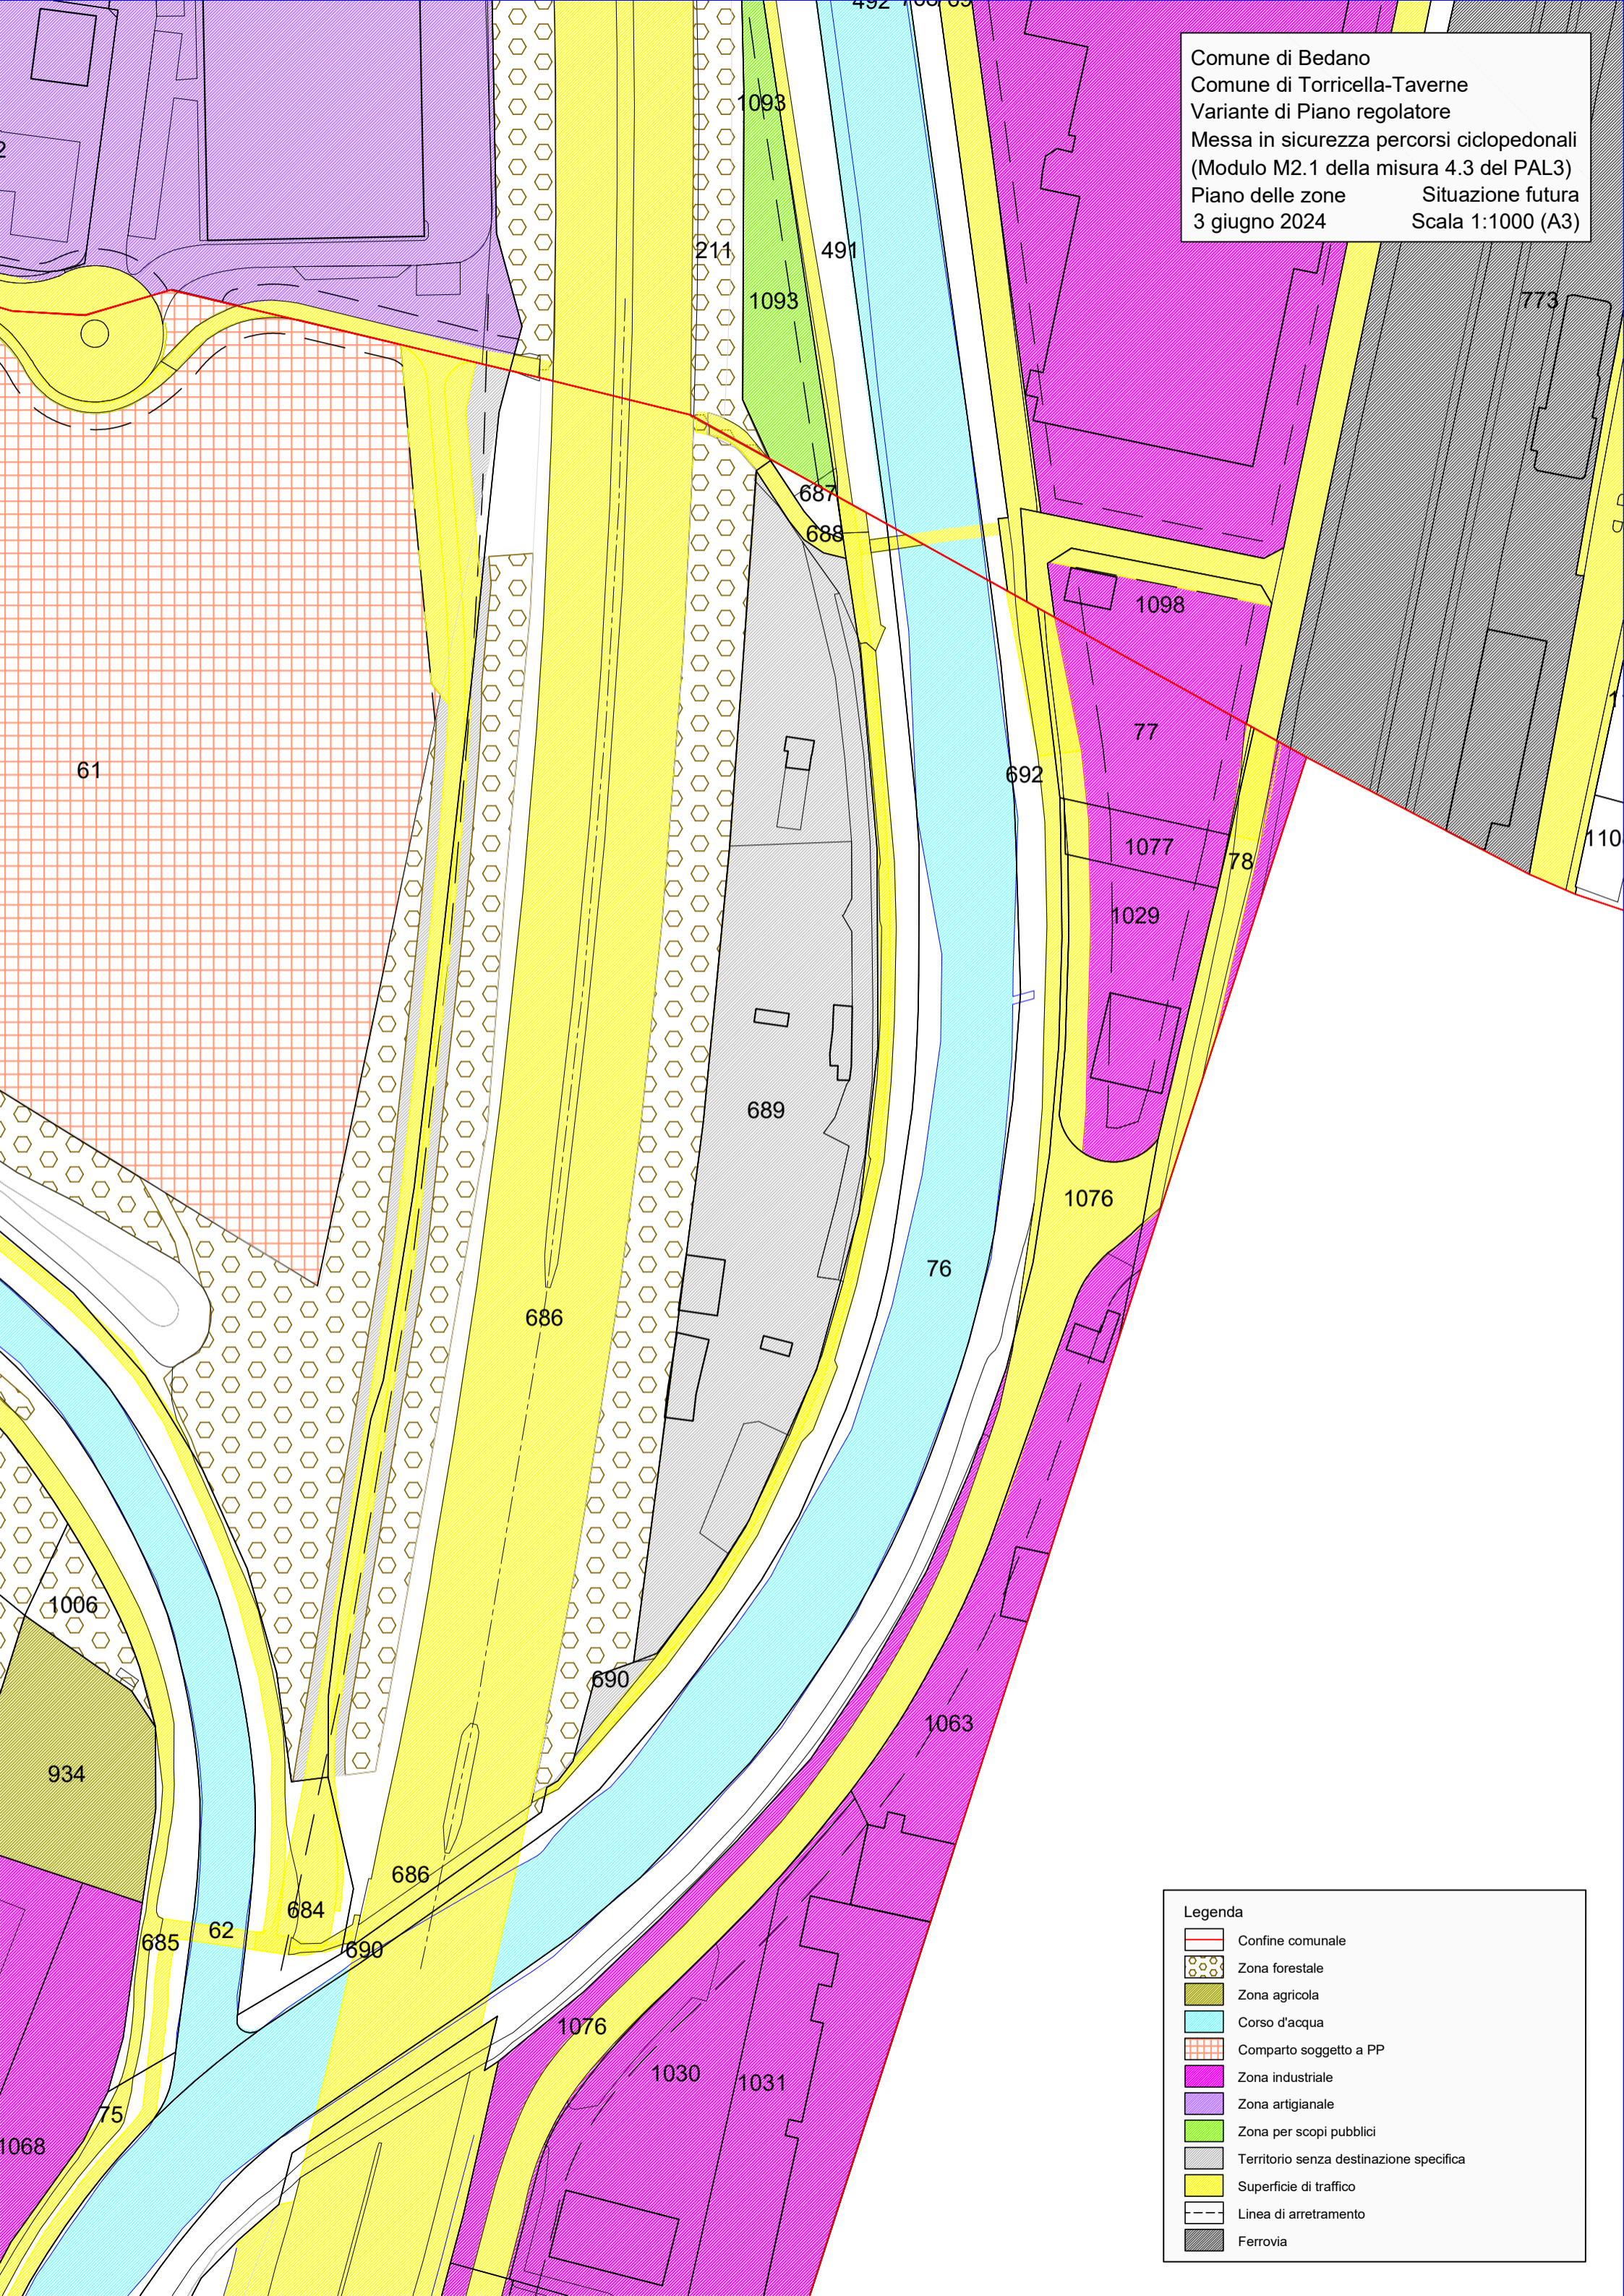 Comune di Bedano
Comune di Torricella-Taverne
Variante di Piano regolatore
Messa in sicurezza percorsi ciclopedonali
(Modulo M2.1 della misura 4.3 del PAL3)
Piano delle zone Situazione futura
3 giugno 2024 Scala 1:1000 (A3)
492
1093
2
211
491
1093
773
687
688
1098
77
61
692
110
1077
78
1029
689
1076
76
686
1006
690
1063
934
686
684
62
685
690
1076
1030
1031
75
1068
Legenda
Confine comunale
Zona forestale
Zona agricola
Corso d'acqua
Comparto soggetto a PP
Zona industriale
Zona artigianale
Zona per scopi pubblici
Territorio senza destinazione specifica
Superficie di traffico
Linea di arretramento
Ferrovia